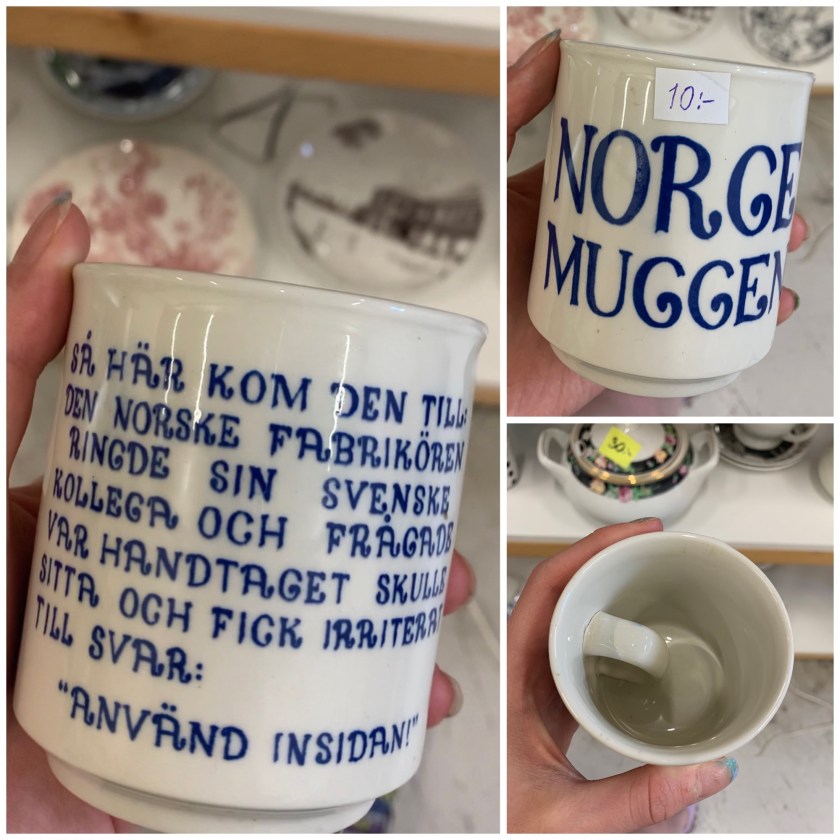 SÅ HÄR KOM DEN TILL:
DEN NORSKE FABRIKÖREN
RINGDE SIN SVENSKE
KOLLEGA OCH FRÅGADE
VAR HANDTAGET SKULLE
SITTA OCH FICK IRRITERAT
TILL SVAR:
"ANVÄND INSIDAN!"
10:-
NORGE
MUGGEN
30:-